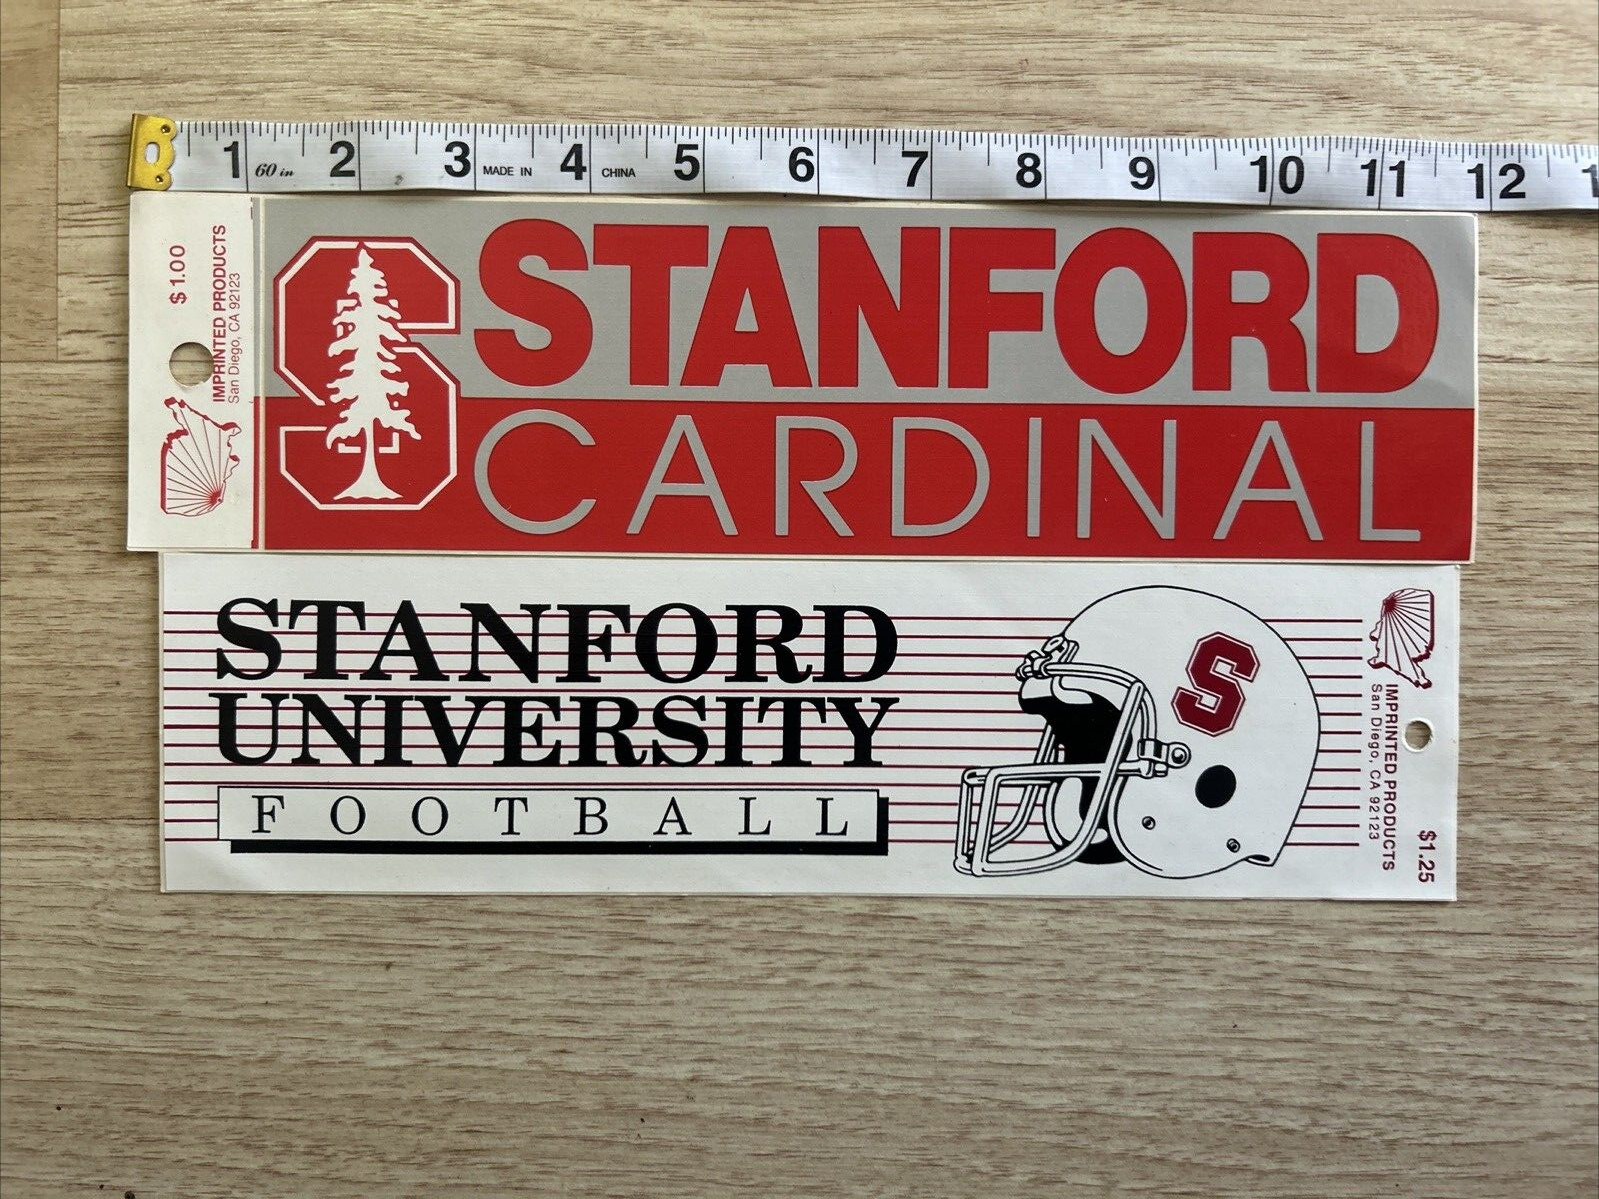 1 60 in 2 3 MADE IN 4 CHINA 5 6 7 8 9 10 11 12
$1.00
IMPRINTED PRODUCTS
San Diego, CA 92123
S
STANFORD
CARDINAL
STANFORD
UNIVERSITY
FOOTBALL
S
IMPRINTED PRODUCTS
San Diego, CA 92123
$1.25